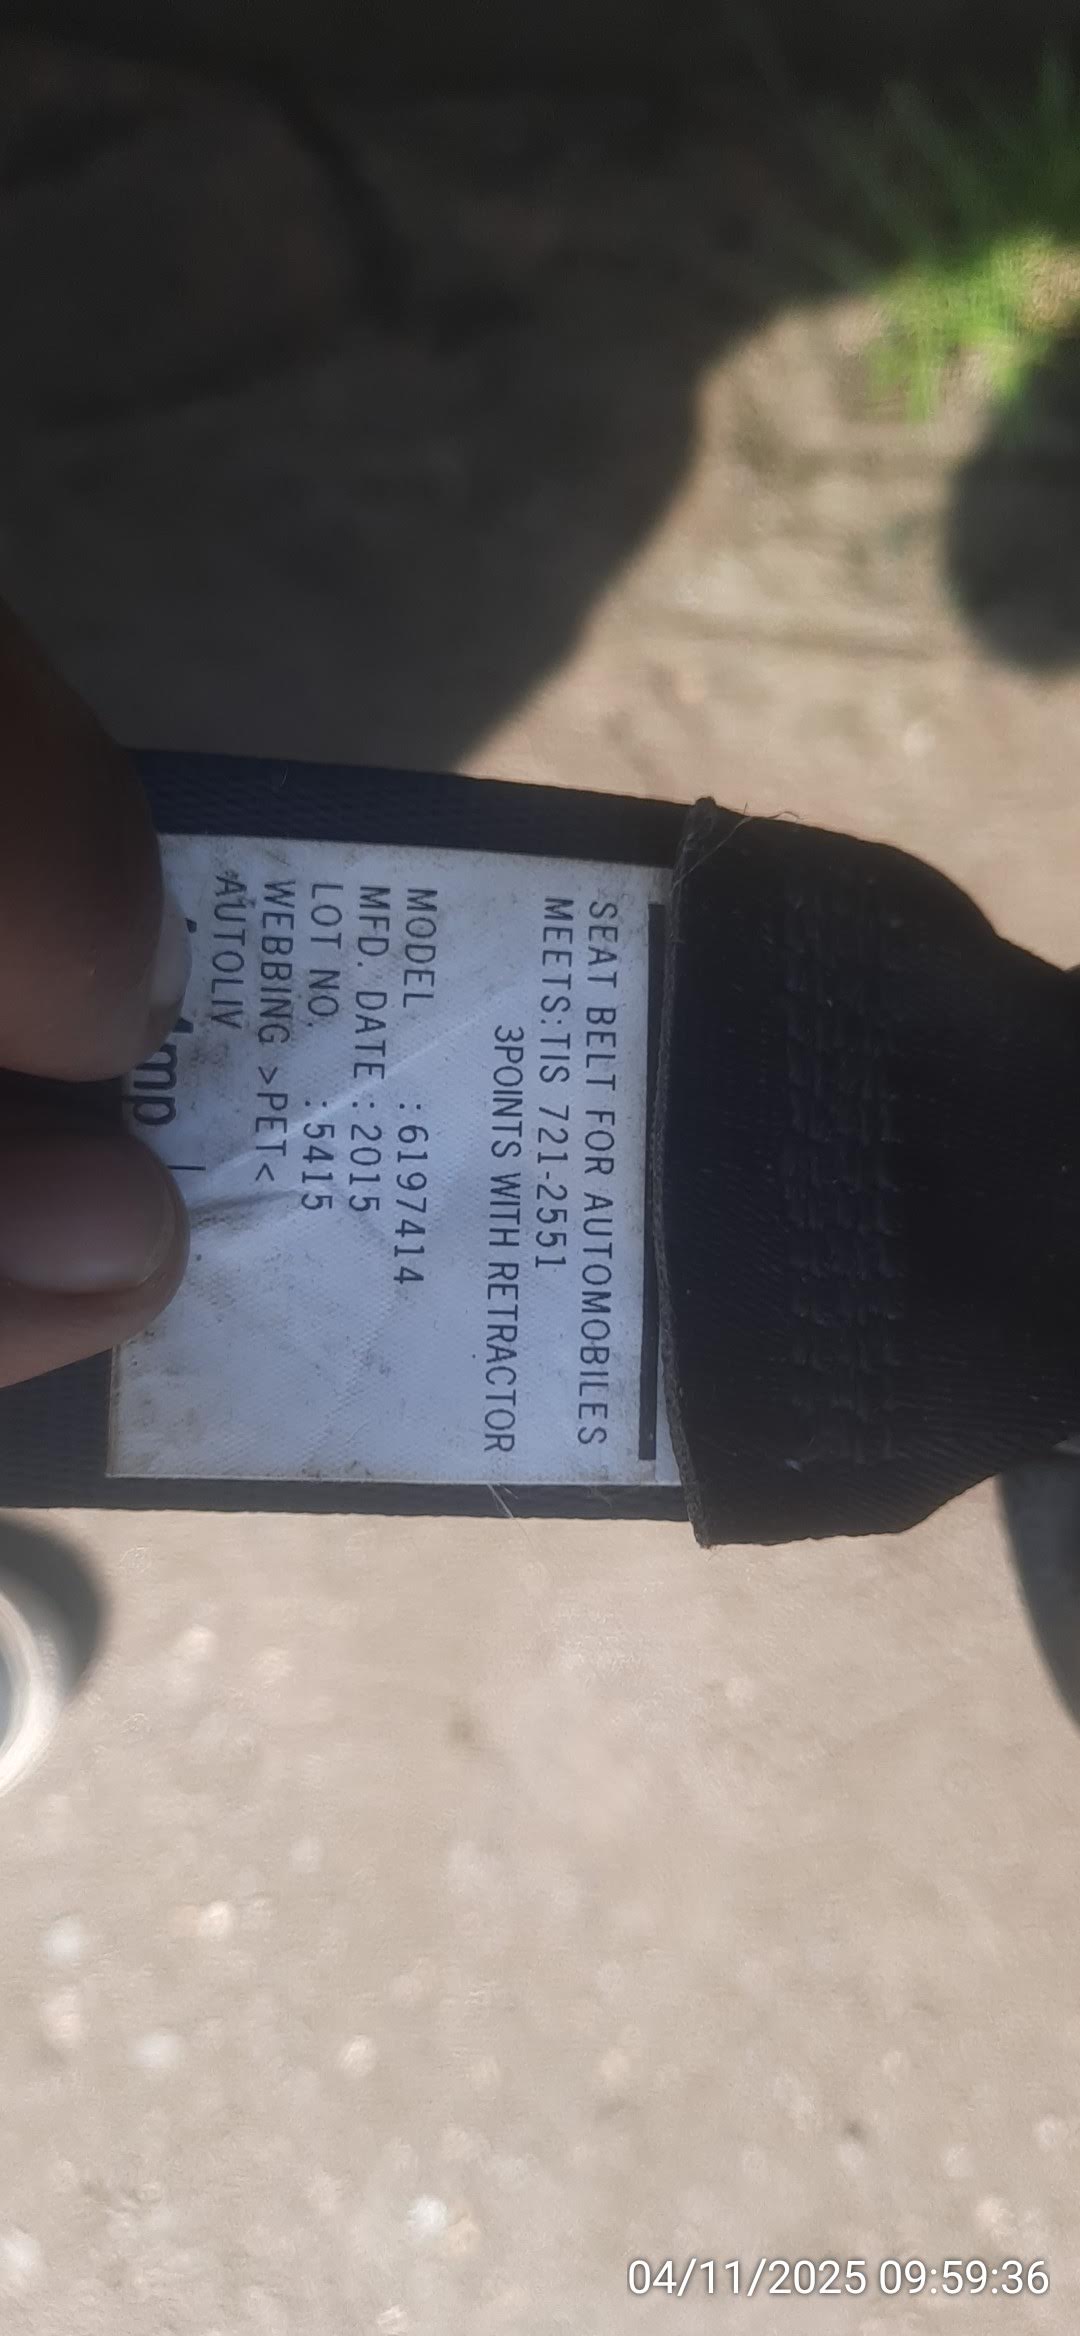 SEAT BELT FOR AUTOMOBILES
MEETS:TIS 721-2551
3POINTS WITH RETRACTOR
MODEL :6197414
MFD. DATE :2015
LOT NO. :5415
WEBBING >PET<
AUTOLIV
04/11/2025 09:59:36